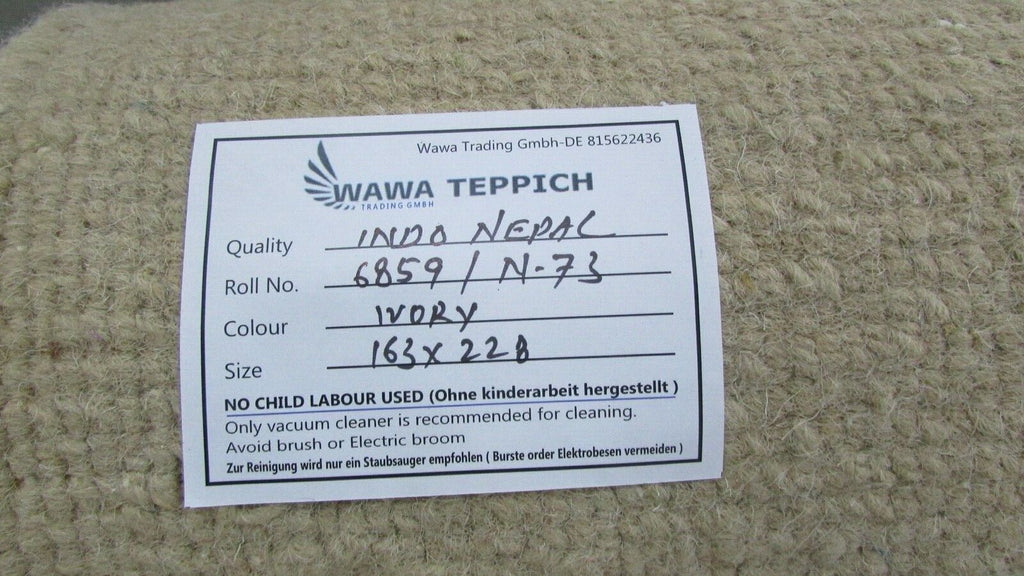 Wawa Trading Gmbh-DE 815622436
WAWA TEPPICH
TRADING GMBH
Quality INDO NEPAL
Roll No. 6859 / N-73
Colour IVORY
Size 163 x 228
NO CHILD LABOUR USED (Ohne kinderarbeit hergestellt )
Only vacuum cleaner is recommended for cleaning.
Avoid brush or Electric broom
Zur Reinigung wird nur ein Staubsauger empfohlen ( Burste order Elektrobesen vermeiden )